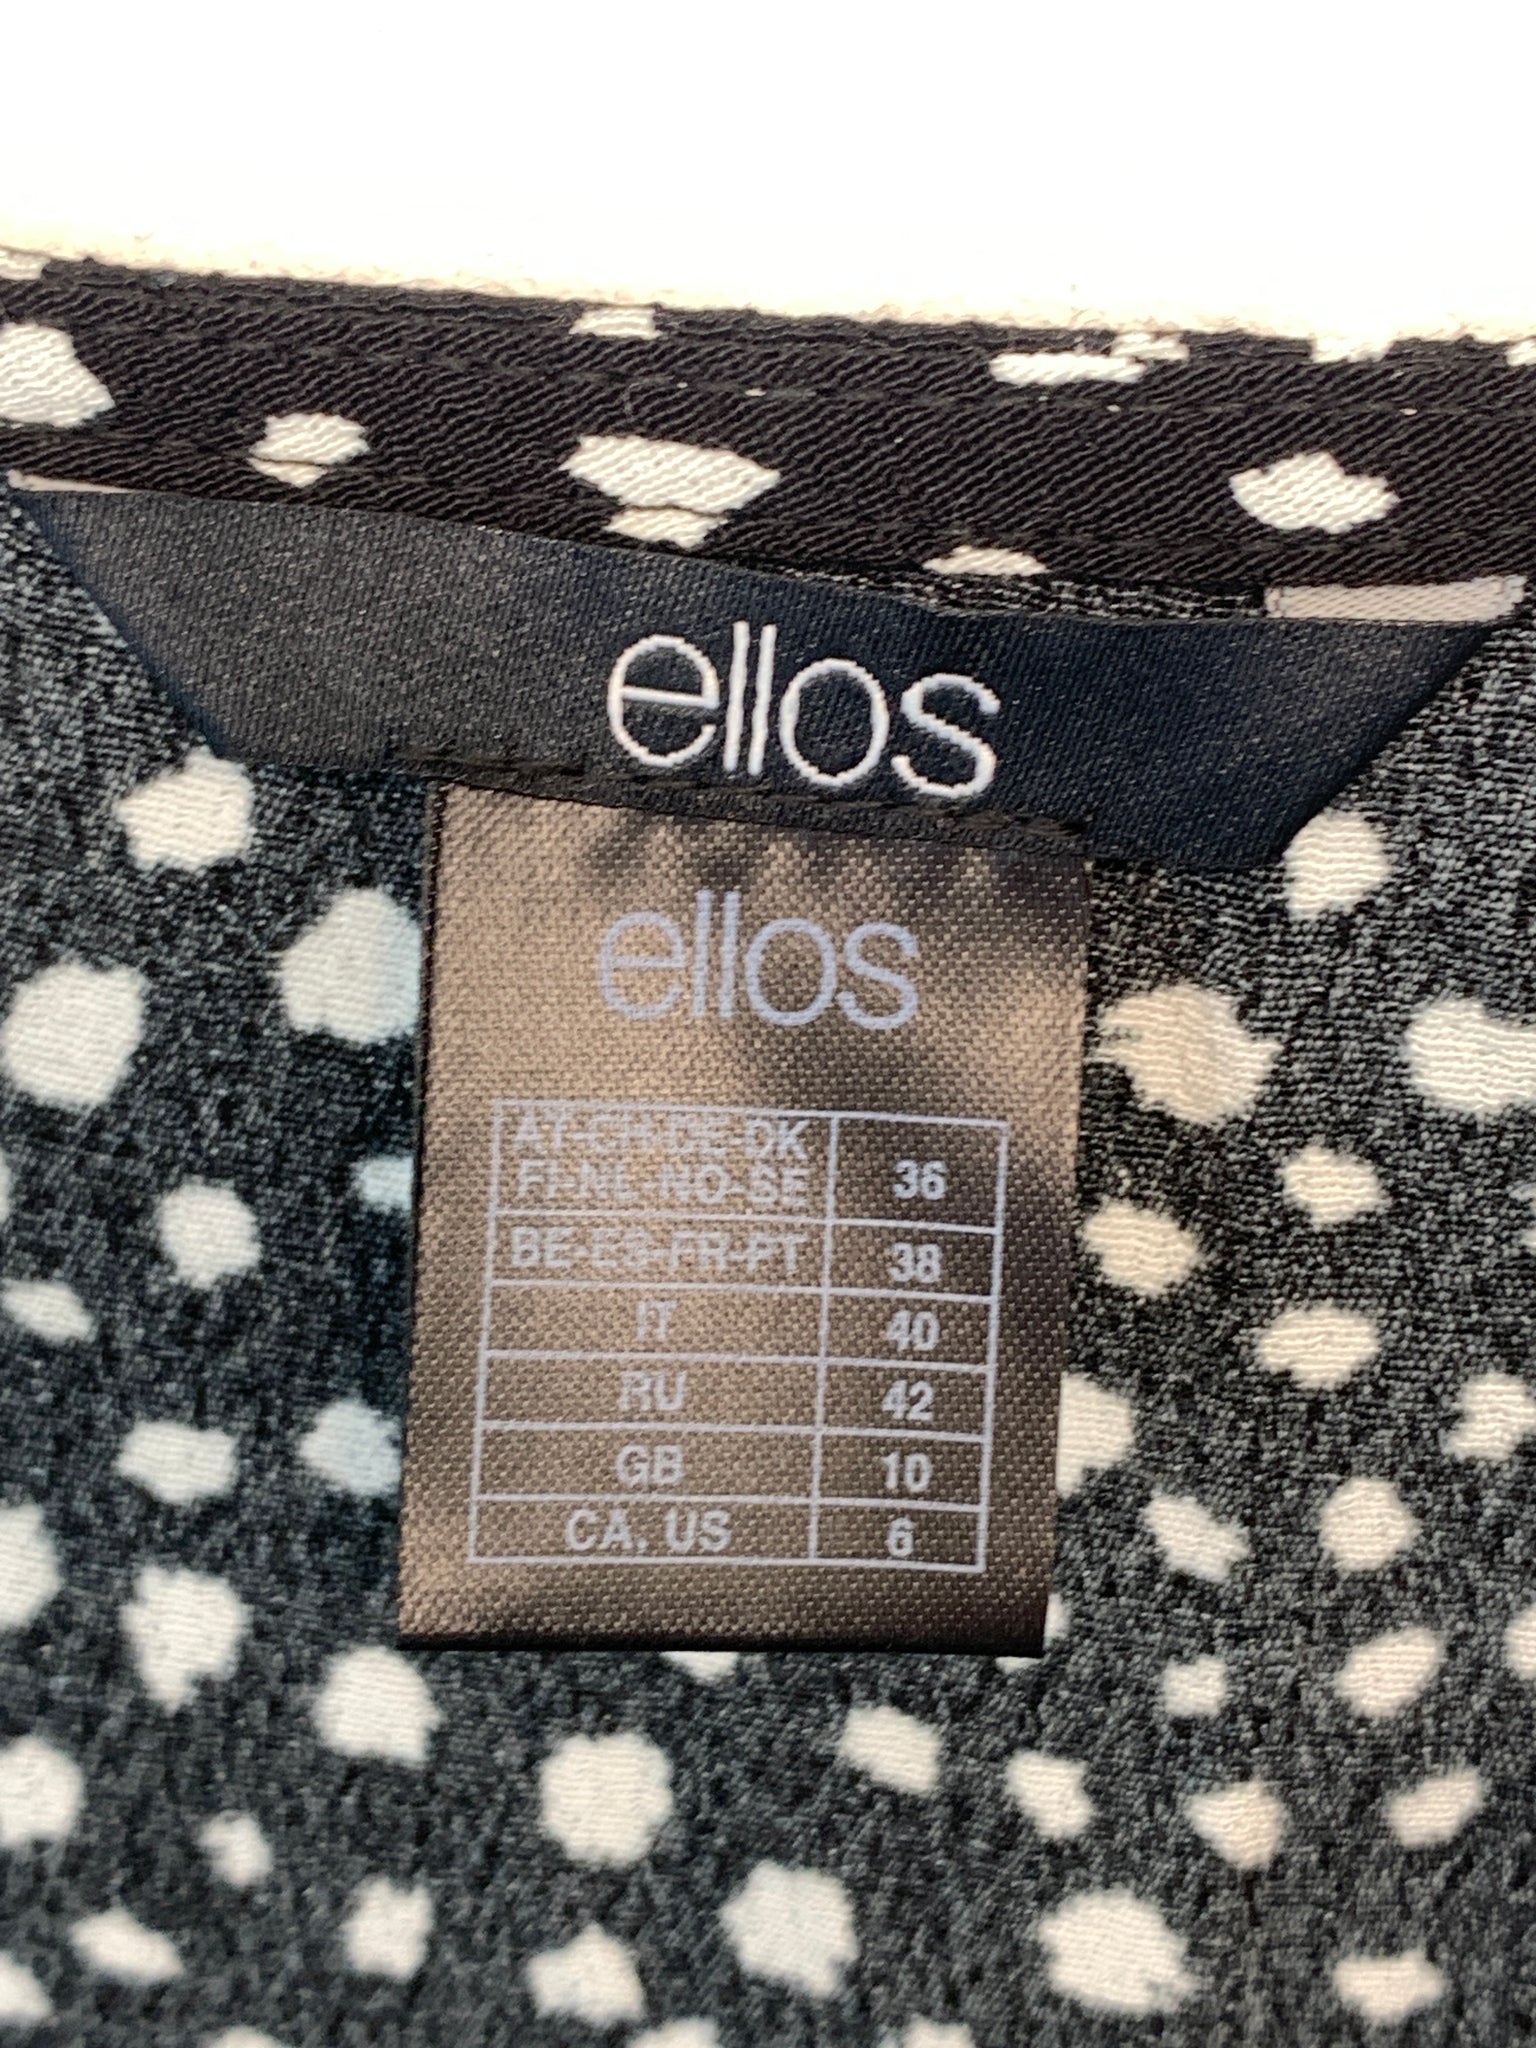 ellos
ellos
AT-CH-DE-DK
FI-NL-NO-SE 36
BE-ES-FR-PT 38
IT 40
RU 42
GB 10
CA, US 6